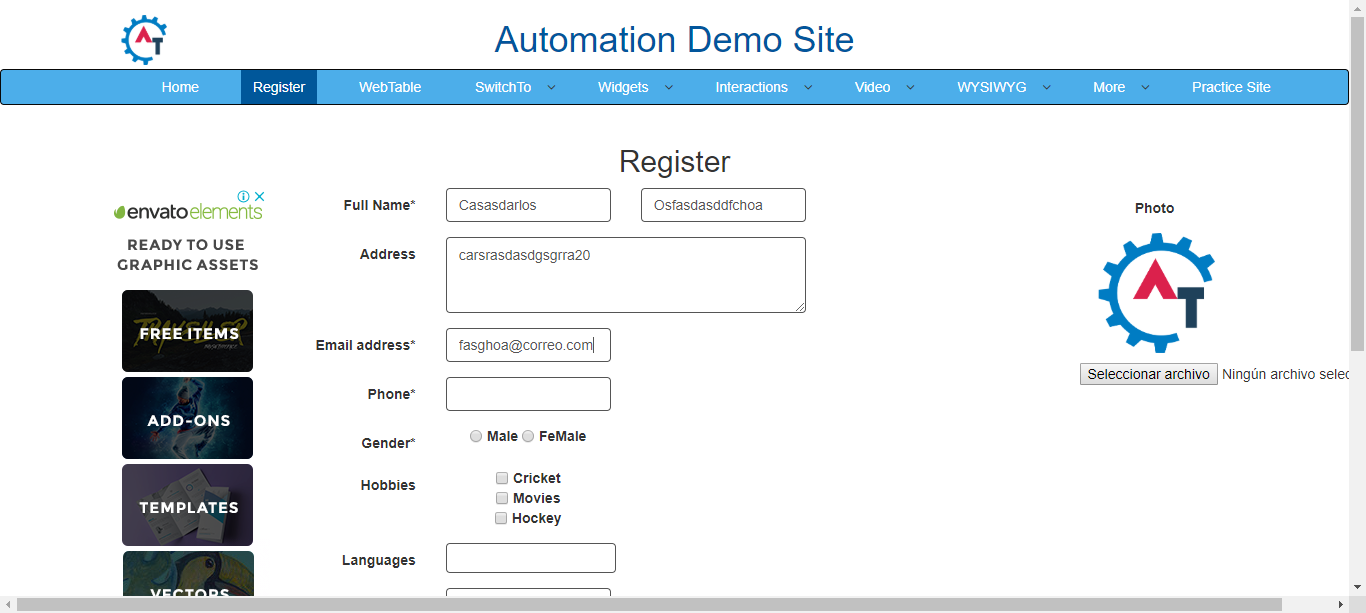 Automation Demo Site
Home Register WebTable SwitchTo Widgets Interactions Video WYSIWYG More Practice Site
Register
envato elements
READY TO USE
GRAPHIC ASSETS
FREE ITEMS
ADD-ONS
TEMPLATES
VECTORS
Full Name* Casasdarlos Osfasdasddfchoa
Address carsrasdasdgsgrra20
Email address* fasghoa@correo.com
Phone*
Gender* Male FeMale
Hobbies Cricket
Movies
Hockey
Languages
Photo
AT
Seleccionar archivo Ningún archivo selec